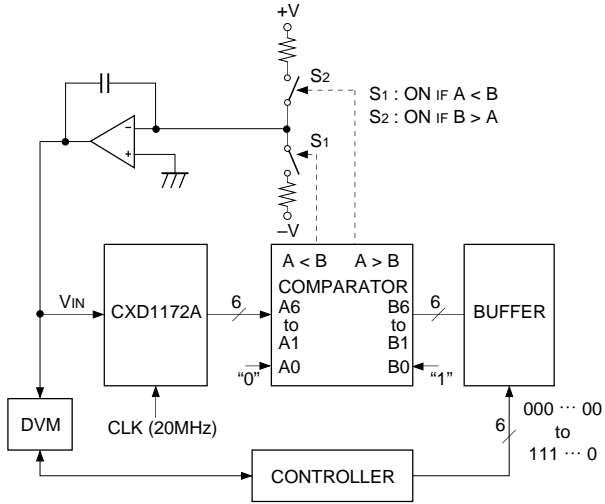 +V
S2
S1 : ON IF A < B
S2 : ON IF B > A
S1
–
+
–V
A < B A > B
COMPARATOR
VIN
CXD1172A
6
A6
to
A1
A0
"0"
B6
to
B1
B0
"1"
6
BUFFER
CLK (20MHz)
DVM
6
000 ··· 00
to
111 ··· 0
CONTROLLER